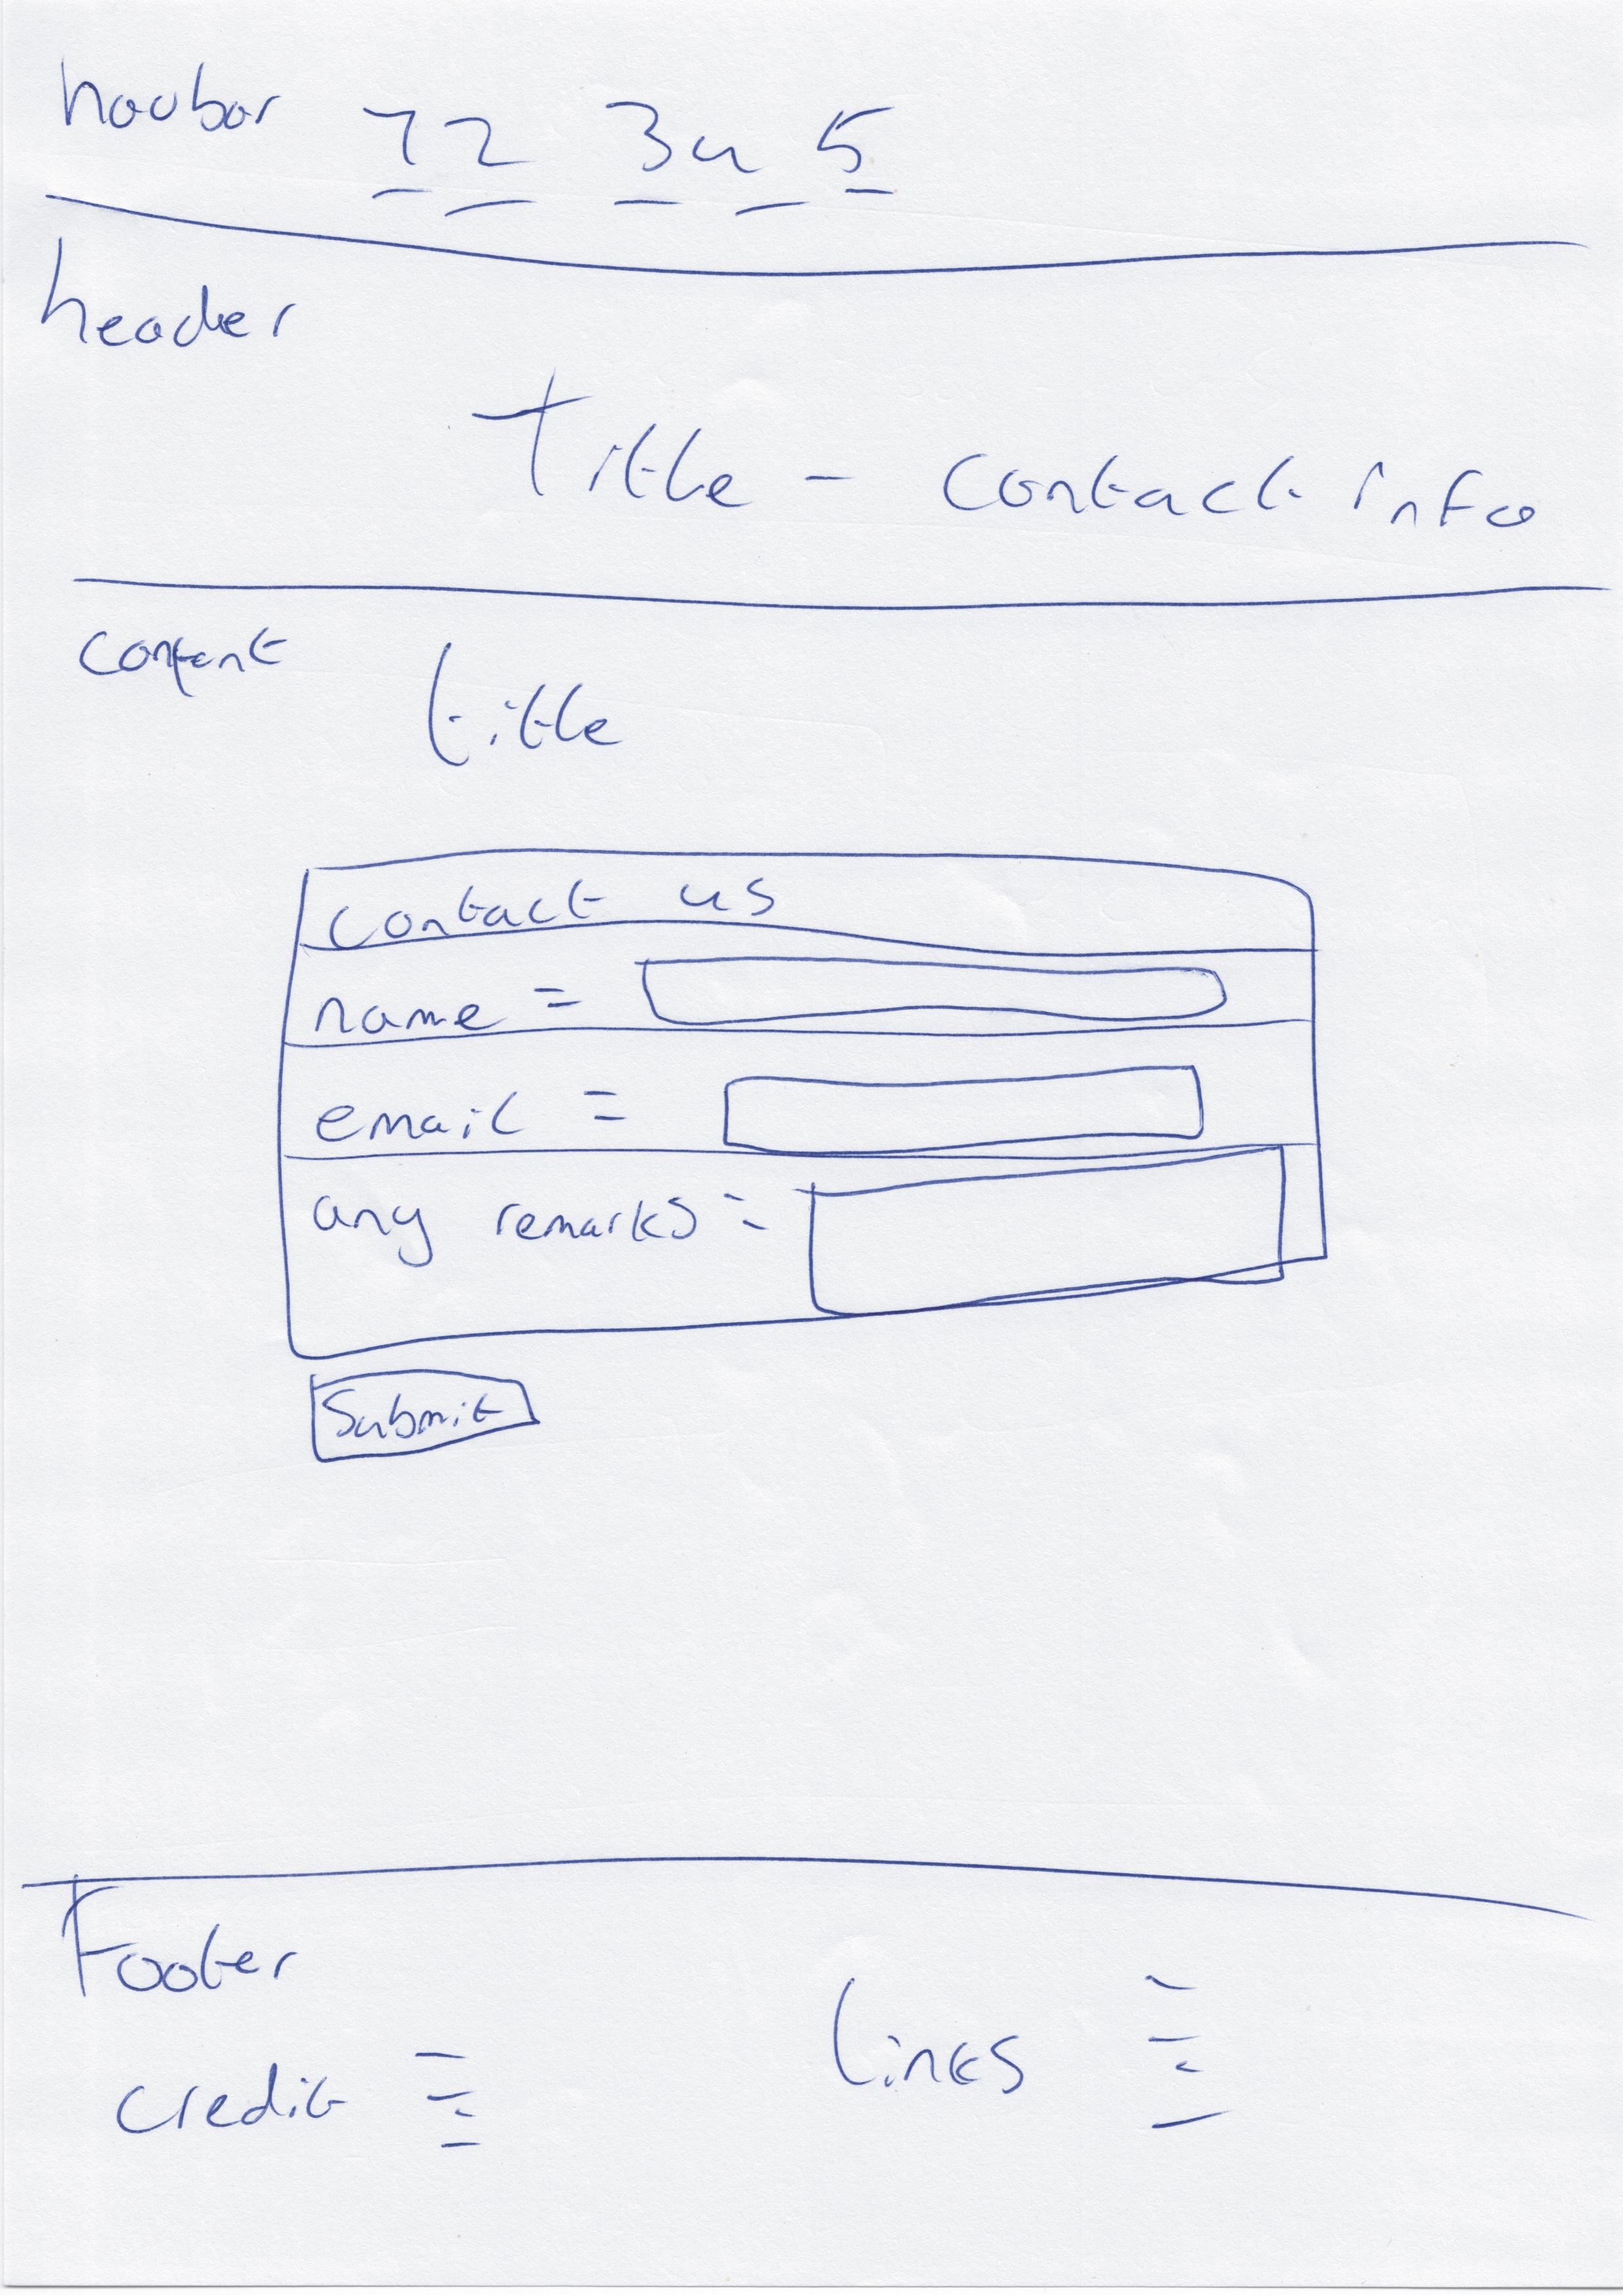 navbar 1 2 3 4 5
header
Title - contact info
content
title
contact us
name =
email =
any remarks =
Submit
Footer
links
credit